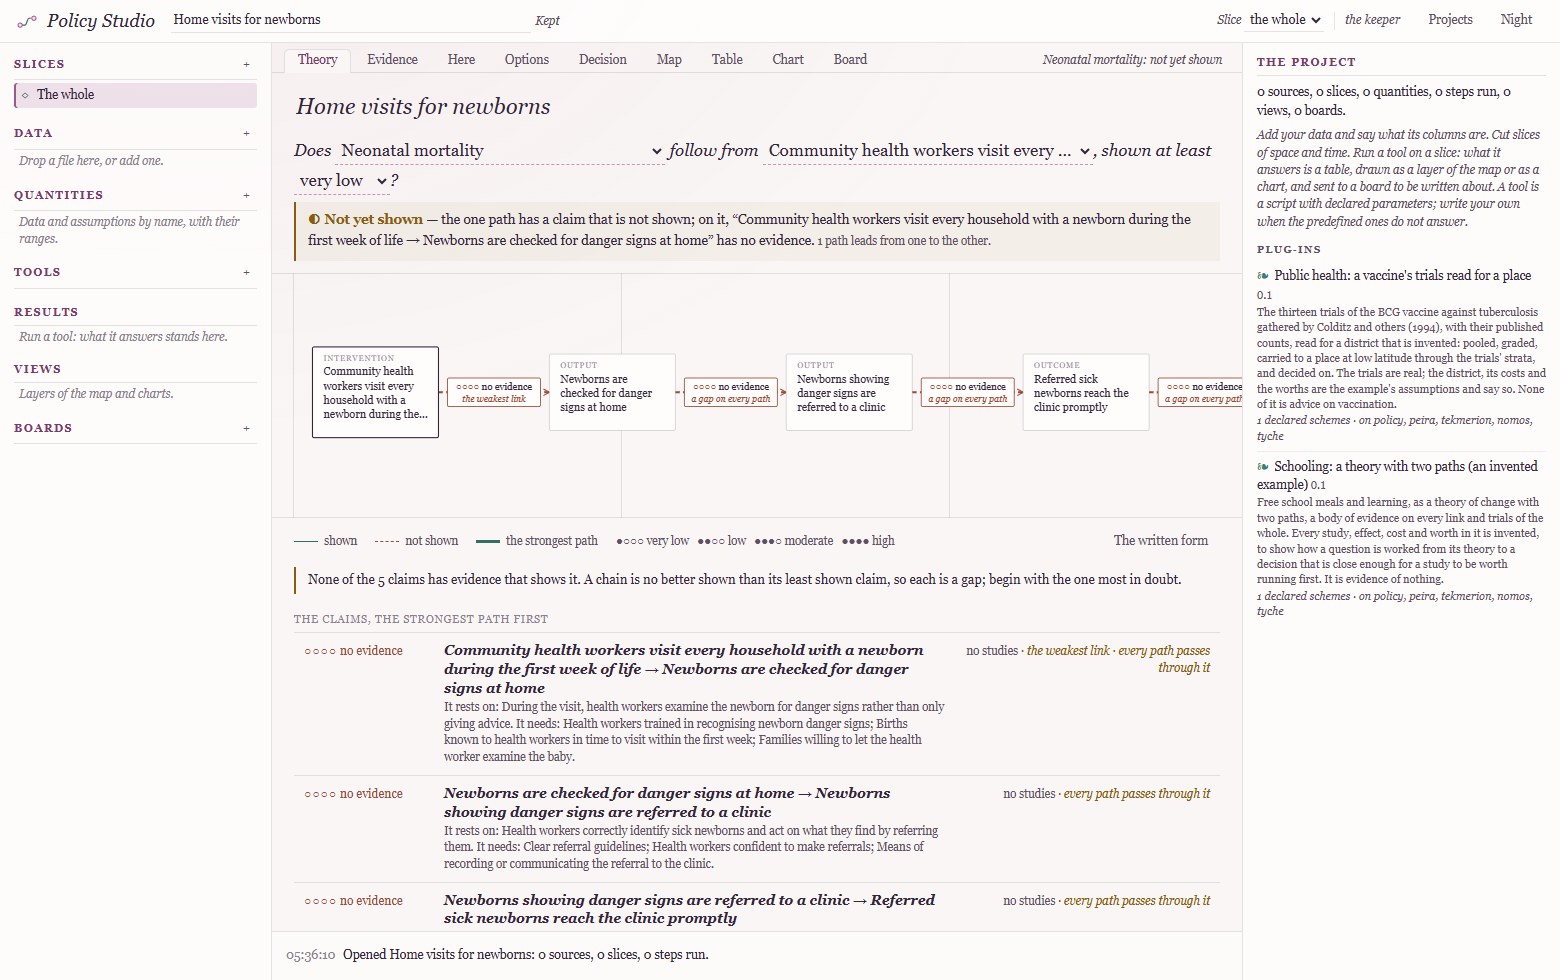 Policy Studio
Home visits for newborns
Kept
Slice the whole
the keeper
Projects
Night
SLICES +
◇ The whole
DATA +
Drop a file here, or add one.
QUANTITIES +
Data and assumptions by name, with their
ranges.
TOOLS +
RESULTS
Run a tool: what it answers stands here.
VIEWS
Layers of the map and charts.
BOARDS +
Theory Evidence Here Options Decision Map Table Chart Board
Neonatal mortality: not yet shown
Home visits for newborns
Does Neonatal mortality follow from Community health workers visit every ... , shown at least
very low ?
◐ Not yet shown — the one path has a claim that is not shown; on it, “Community health workers visit every household with a newborn during the
first week of life → Newborns are checked for danger signs at home” has no evidence. 1 path leads from one to the other.
INTERVENTION
Community health
workers visit every
household with a
newborn during the...
○○○○ no evidence
the weakest link
OUTPUT
Newborns are
checked for danger
signs at home
○○○○ no evidence
a gap on every path
OUTPUT
Newborns showing
danger signs are
referred to a clinic
○○○○ no evidence
a gap on every path
OUTCOME
Referred sick
newborns reach the
clinic promptly
○○○○ no evidence
a gap on every path
shown not shown the strongest path ●○○○ very low ●●○○ low ●●●○ moderate ●●●● high
The written form
None of the 5 claims has evidence that shows it. A chain is no better shown than its least shown claim, so each is a gap; begin with the one most in doubt.
THE CLAIMS, THE STRONGEST PATH FIRST
○○○○ no evidence
Community health workers visit every household with a newborn
during the first week of life → Newborns are checked for danger
signs at home
It rests on: During the visit, health workers examine the newborn for danger signs rather than only
giving advice. It needs: Health workers trained in recognising newborn danger signs; Births
known to health workers in time to visit within the first week; Families willing to let the health
worker examine the baby.
no studies · the weakest link · every path passes
through it
○○○○ no evidence
Newborns are checked for danger signs at home → Newborns
showing danger signs are referred to a clinic
It rests on: Health workers correctly identify sick newborns and act on what they find by referring
them. It needs: Clear referral guidelines; Health workers confident to make referrals; Means of
recording or communicating the referral to the clinic.
no studies · every path passes through it
○○○○ no evidence
Newborns showing danger signs are referred to a clinic → Referred
sick newborns reach the clinic promptly
no studies · every path passes through it
05:36:10 Opened Home visits for newborns: 0 sources, 0 slices, 0 steps run.
THE PROJECT
0 sources, 0 slices, 0 quantities, 0 steps run, 0
views, 0 boards.
Add your data and say what its columns are. Cut slices
of space and time. Run a tool on a slice: what it
answers is a table, drawn as a layer of the map or as a
chart, and sent to a board to be written about. A tool is
a script with declared parameters; write your own
when the predefined ones do not answer.
PLUG-INS
Public health: a vaccine's trials read for a place
0.1
The thirteen trials of the BCG vaccine against tuberculosis
gathered by Colditz and others (1994), with their published
counts, read for a district that is invented: pooled, graded,
carried to a place at low latitude through the trials' strata,
and decided on. The trials are real; the district, its costs and
the worths are the example's assumptions and say so. None
of it is advice on vaccination.
1 declared schemes · on policy, peira, tekmerion, nomos,
tyche
Schooling: a theory with two paths (an invented
example) 0.1
Free school meals and learning, as a theory of change with
two paths, a body of evidence on every link and trials of the
whole. Every study, effect, cost and worth in it is invented,
to show how a question is worked from its theory to a
decision that is close enough for a study to be worth
running first. It is evidence of nothing.
1 declared schemes · on policy, peira, tekmerion, nomos,
tyche